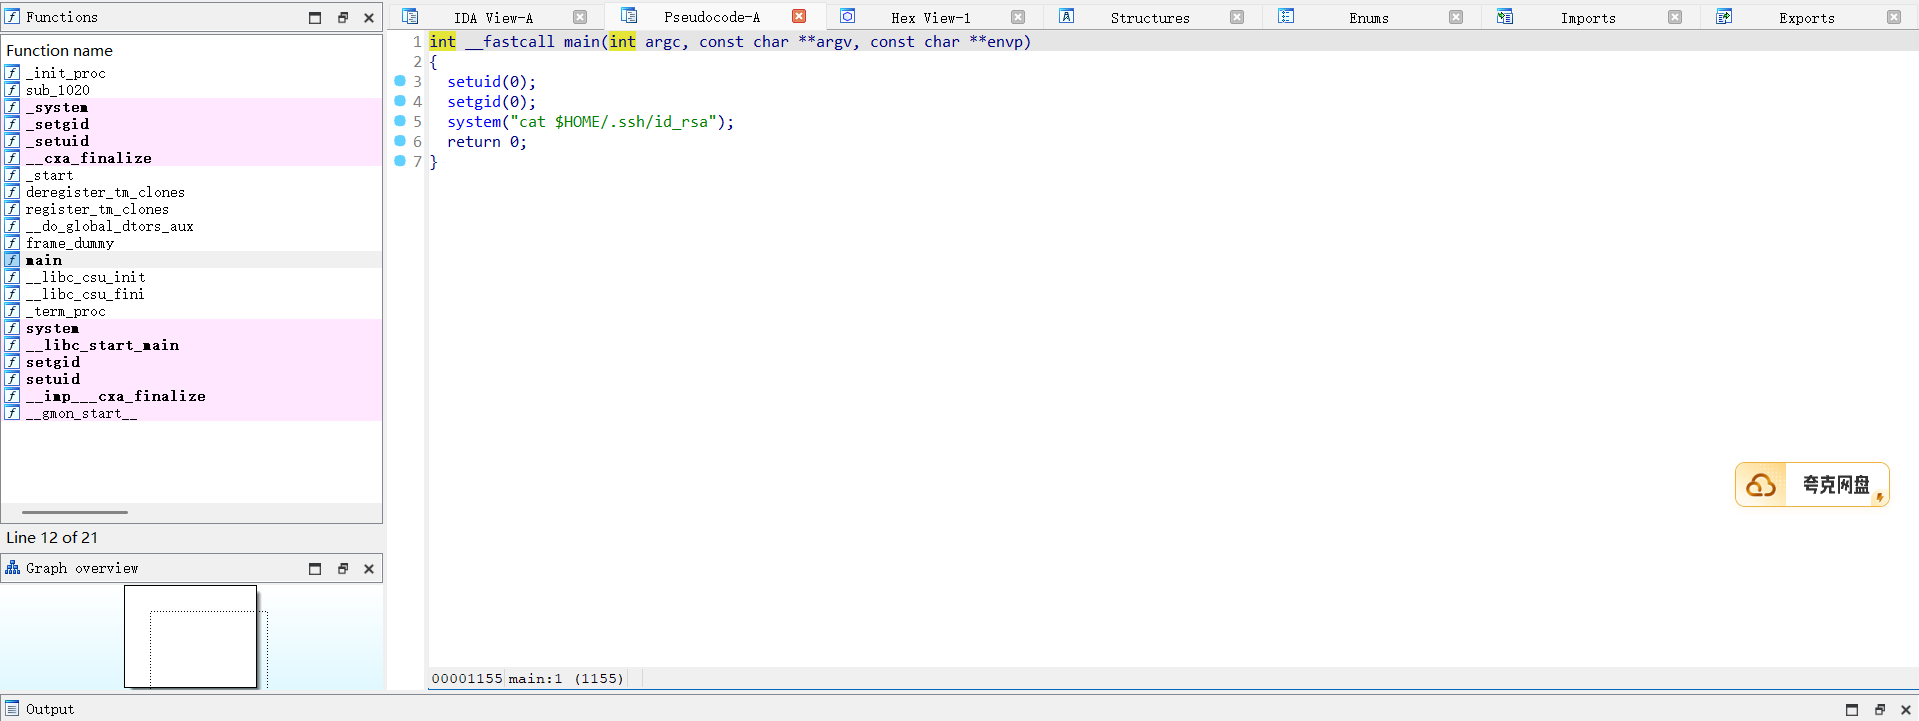 Functions
Function name
_init_proc
sub_1020
_system
_setgid
_setuid
__cxa_finalize
_start
deregister_tm_clones
register_tm_clones
__do_global_dtors_aux
frame_dummy
main
__libc_csu_init
__libc_csu_fini
_term_proc
system
__libc_start_main
setgid
setuid
__imp___cxa_finalize
__gmon_start__
Line 12 of 21
Graph overview
IDA View-A
Pseudocode-A
Hex View-1
Structures
Enums
Imports
Exports
1 int __fastcall main(int argc, const char **argv, const char **envp)
2 {
3 setuid(0);
4 setgid(0);
5 system("cat $HOME/.ssh/id_rsa");
6 return 0;
7 }
夸克网盘
00001155 main:1 (1155)
Output